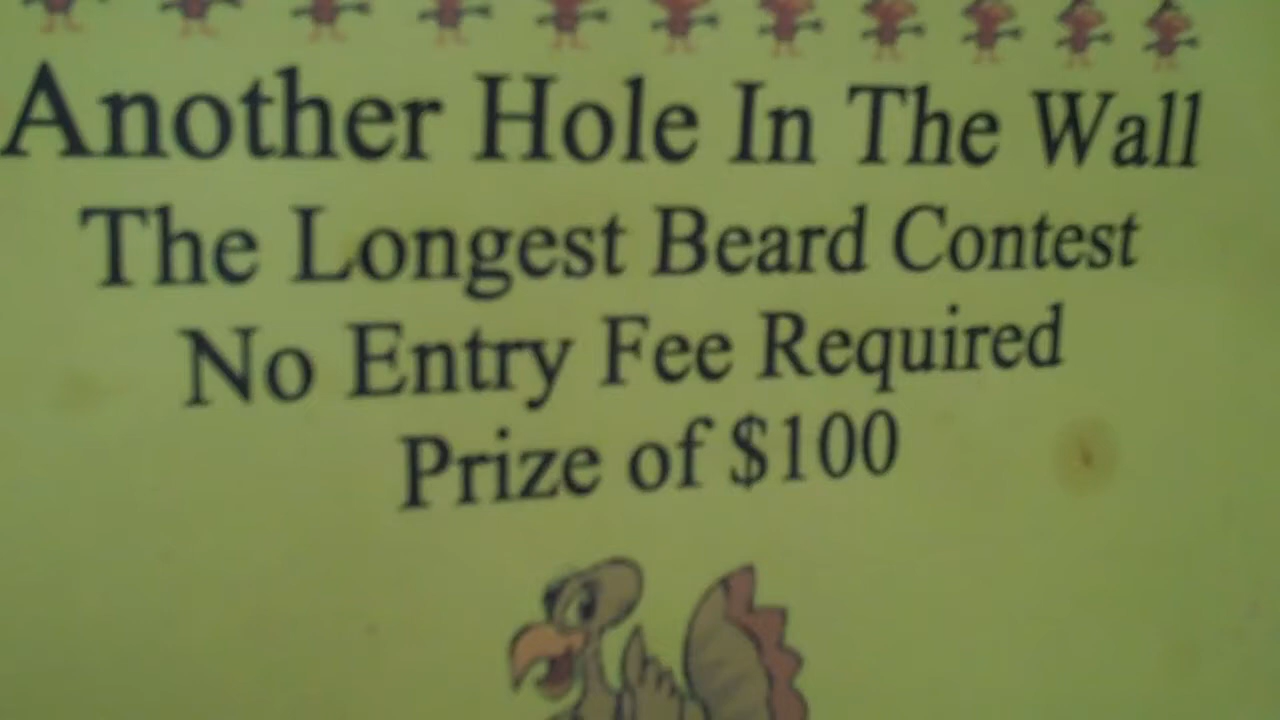 Another Hole In The Wall
The Longest Beard Contest
No Entry Fee Required
Prize of $100